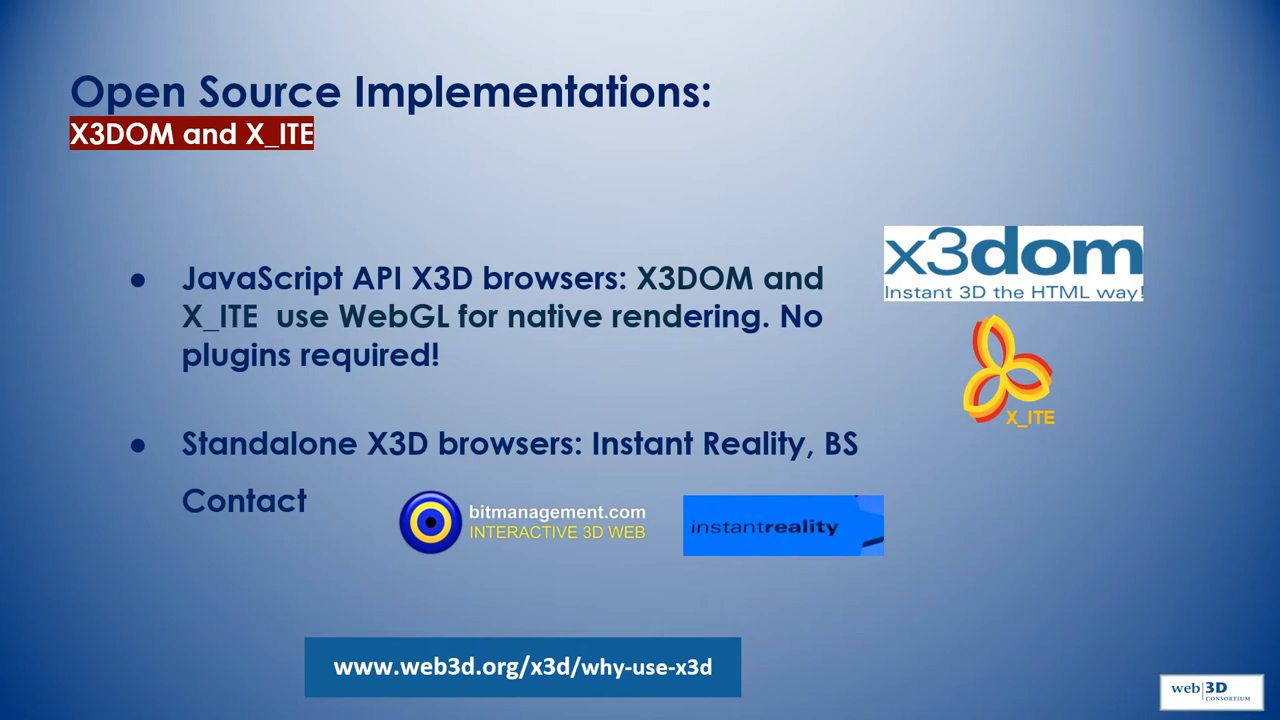 Open Source Implementations:
X3DOM and X_ITE
● JavaScript API X3D browsers: X3DOM and
X_ITE use WebGL for native rendering. No
plugins required!
x3dom
Instant 3D the HTML way!
X_ITE
● Standalone X3D browsers: Instant Reality, BS
Contact
bitmanagement.com
INTERACTIVE 3D WEB
instantreality
www.web3d.org/x3d/why-use-x3d
web|3D
CONSORTIUM